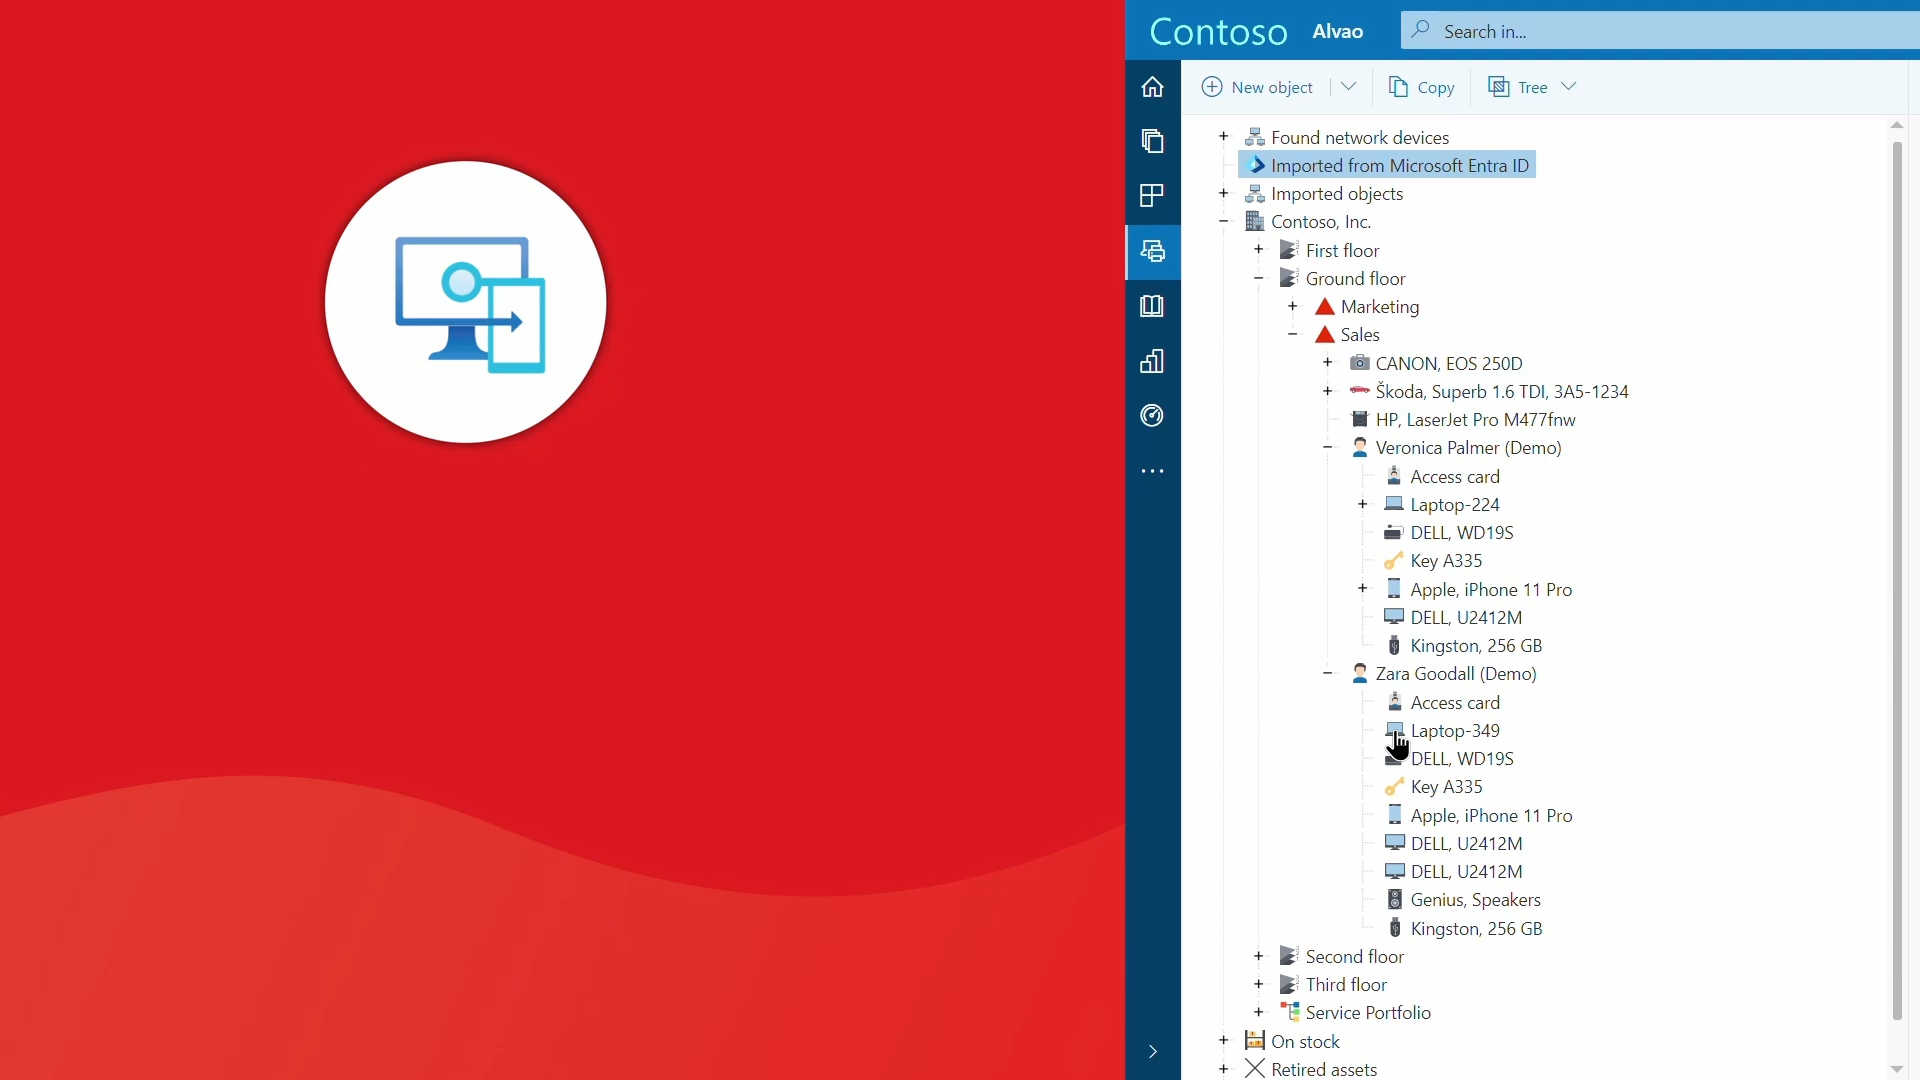 Contoso Alvao Search in...
New object Copy Tree
Found network devices
Imported from Microsoft Entra ID
Imported objects
Contoso, Inc.
First floor
Ground floor
Marketing
Sales
CANON, EOS 250D
Škoda, Superb 1.6 TDI, 3A5-1234
HP, LaserJet Pro M477fnw
Veronica Palmer (Demo)
Access card
Laptop-224
DELL, WD19S
Key A335
Apple, iPhone 11 Pro
DELL, U2412M
Kingston, 256 GB
Zara Goodall (Demo)
Access card
Laptop-349
DELL, WD19S
Key A335
Apple, iPhone 11 Pro
DELL, U2412M
DELL, U2412M
Genius, Speakers
Kingston, 256 GB
Second floor
Third floor
Service Portfolio
On stock
Retired assets